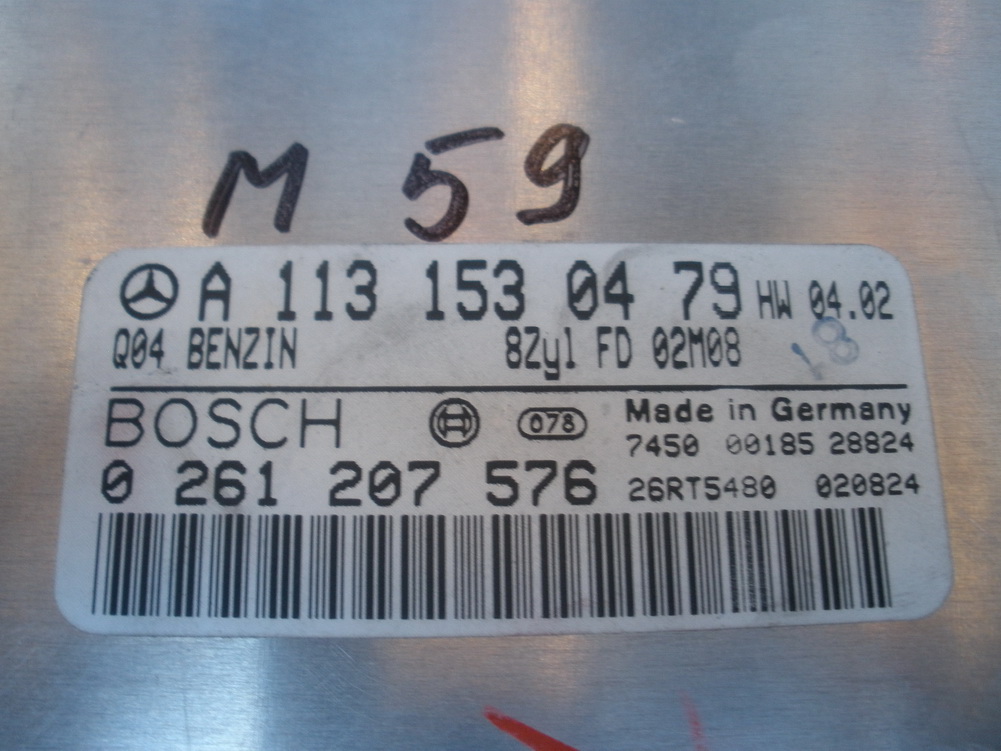 M 59
A 113 153 04 79 HW 04.02
Q04 BENZIN 8Zyl FD 02M08
BOSCH 078 Made in Germany
7450 00185 28824
0 261 207 576 26RT5480 020824